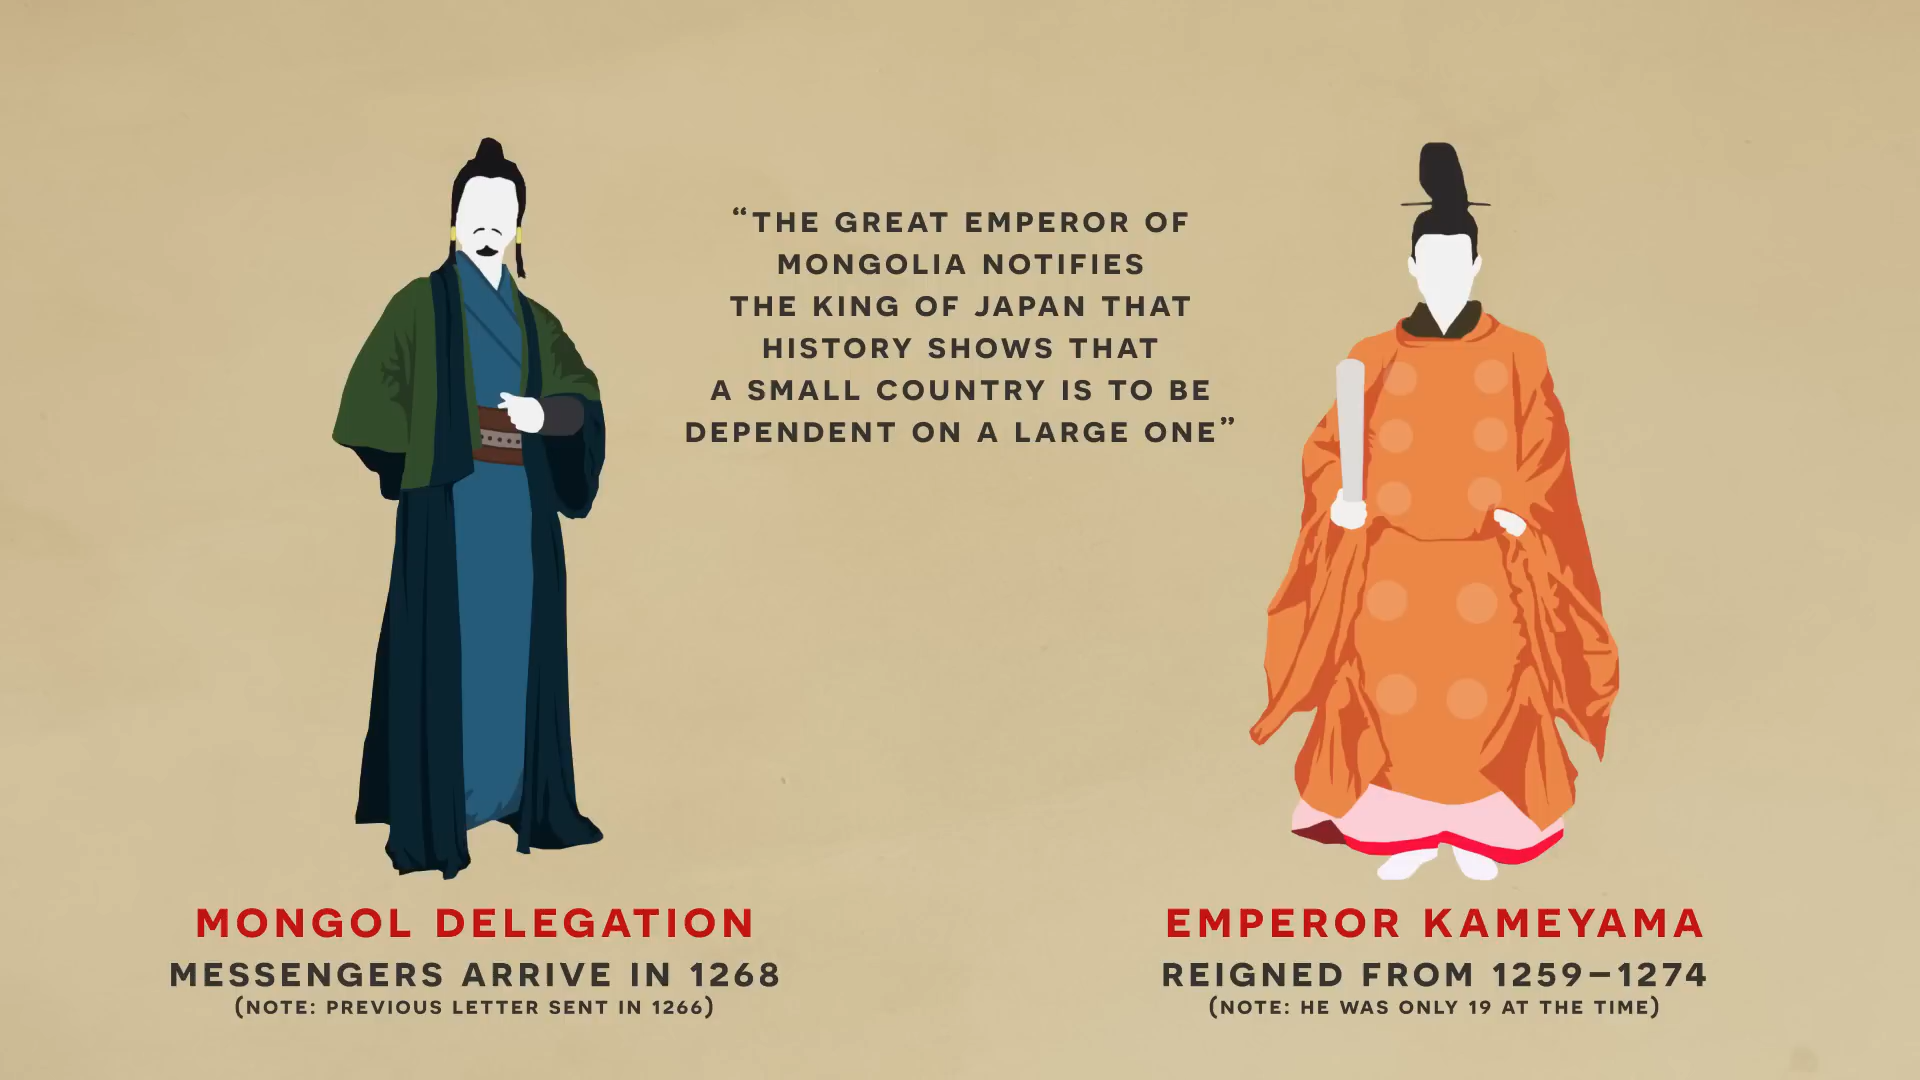 “THE GREAT EMPEROR OF
MONGOLIA NOTIFIES
THE KING OF JAPAN THAT
HISTORY SHOWS THAT
A SMALL COUNTRY IS TO BE
DEPENDENT ON A LARGE ONE”
MONGOL DELEGATION
MESSENGERS ARRIVE IN 1268
(NOTE: PREVIOUS LETTER SENT IN 1266)
EMPEROR KAMEYAMA
REIGNED FROM 1259–1274
(NOTE: HE WAS ONLY 19 AT THE TIME)